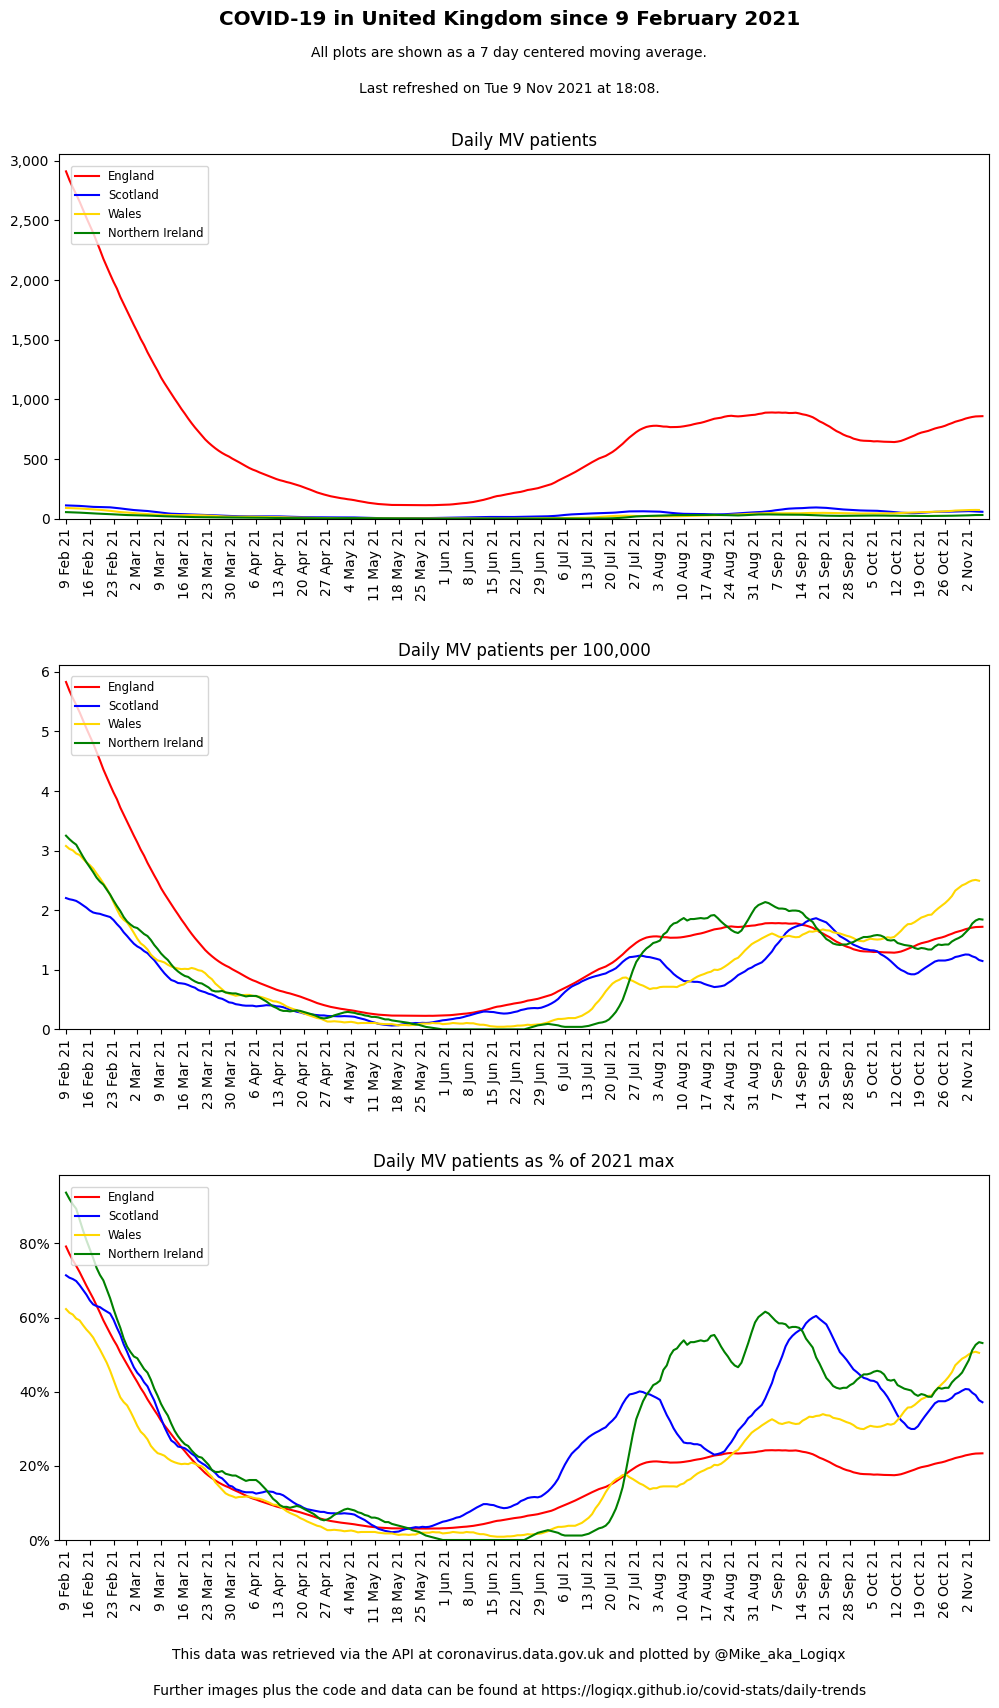 COVID-19 in United Kingdom since 9 February 2021
All plots are shown as a 7 day centered moving average.
Last refreshed on Tue 9 Nov 2021 at 18:08.
Daily MV patients
3,000
2,500
2,000
1,500
1,000
500
0
England
Scotland
Wales
Northern Ireland
9 Feb 21
16 Feb 21
23 Feb 21
2 Mar 21
9 Mar 21
16 Mar 21
23 Mar 21
30 Mar 21
6 Apr 21
13 Apr 21
20 Apr 21
27 Apr 21
4 May 21
11 May 21
18 May 21
25 May 21
1 Jun 21
8 Jun 21
15 Jun 21
22 Jun 21
29 Jun 21
6 Jul 21
13 Jul 21
20 Jul 21
27 Jul 21
3 Aug 21
10 Aug 21
17 Aug 21
24 Aug 21
31 Aug 21
7 Sep 21
14 Sep 21
21 Sep 21
28 Sep 21
5 Oct 21
12 Oct 21
19 Oct 21
26 Oct 21
2 Nov 21
Daily MV patients per 100,000
6
5
4
3
2
1
0
England
Scotland
Wales
Northern Ireland
9 Feb 21
16 Feb 21
23 Feb 21
2 Mar 21
9 Mar 21
16 Mar 21
23 Mar 21
30 Mar 21
6 Apr 21
13 Apr 21
20 Apr 21
27 Apr 21
4 May 21
11 May 21
18 May 21
25 May 21
1 Jun 21
8 Jun 21
15 Jun 21
22 Jun 21
29 Jun 21
6 Jul 21
13 Jul 21
20 Jul 21
27 Jul 21
3 Aug 21
10 Aug 21
17 Aug 21
24 Aug 21
31 Aug 21
7 Sep 21
14 Sep 21
21 Sep 21
28 Sep 21
5 Oct 21
12 Oct 21
19 Oct 21
26 Oct 21
2 Nov 21
Daily MV patients as % of 2021 max
80%
60%
40%
20%
0%
England
Scotland
Wales
Northern Ireland
9 Feb 21
16 Feb 21
23 Feb 21
2 Mar 21
9 Mar 21
16 Mar 21
23 Mar 21
30 Mar 21
6 Apr 21
13 Apr 21
20 Apr 21
27 Apr 21
4 May 21
11 May 21
18 May 21
25 May 21
1 Jun 21
8 Jun 21
15 Jun 21
22 Jun 21
29 Jun 21
6 Jul 21
13 Jul 21
20 Jul 21
27 Jul 21
3 Aug 21
10 Aug 21
17 Aug 21
24 Aug 21
31 Aug 21
7 Sep 21
14 Sep 21
21 Sep 21
28 Sep 21
5 Oct 21
12 Oct 21
19 Oct 21
26 Oct 21
2 Nov 21
This data was retrieved via the API at coronavirus.data.gov.uk and plotted by @Mike_aka_Logiqx
Further images plus the code and data can be found at https://logiqx.github.io/covid-stats/daily-trends